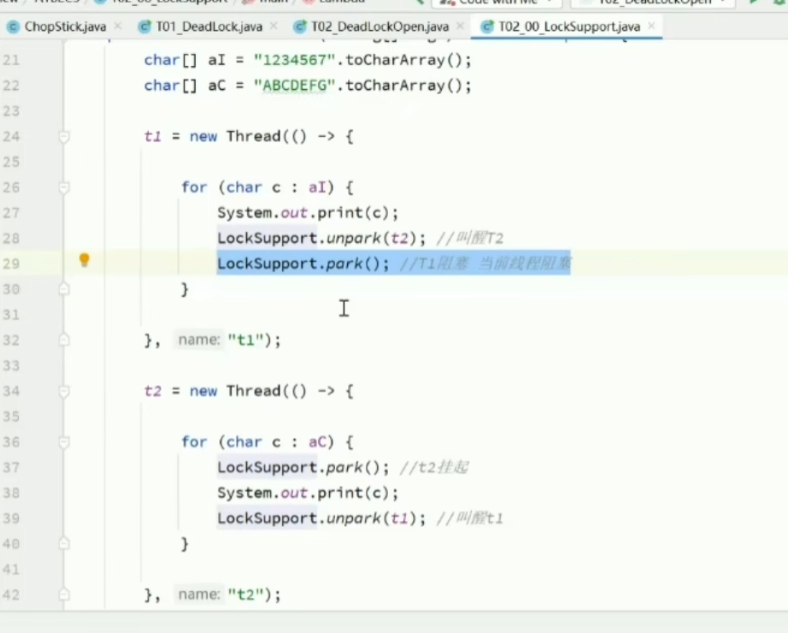 ChopStick.java T01_DeadLock.java T02_DeadLockOpen.java T02_00_LockSupport.java
21 char[] aI = "1234567".toCharArray();
22 char[] aC = "ABCDEFG".toCharArray();
23
24 t1 = new Thread(() -> {
25
26 for (char c : aI) {
27 System.out.print(c);
28 LockSupport.unpark(t2); //叫醒T2
29 LockSupport.park(); //T1阻塞 当前线程阻塞
30 }
31
32 }, name: "t1");
33
34 t2 = new Thread(() -> {
35
36 for (char c : aC) {
37 LockSupport.park(); //t2挂起
38 System.out.print(c);
39 LockSupport.unpark(t1); //叫醒t1
40 }
41
42 }, name: "t2");